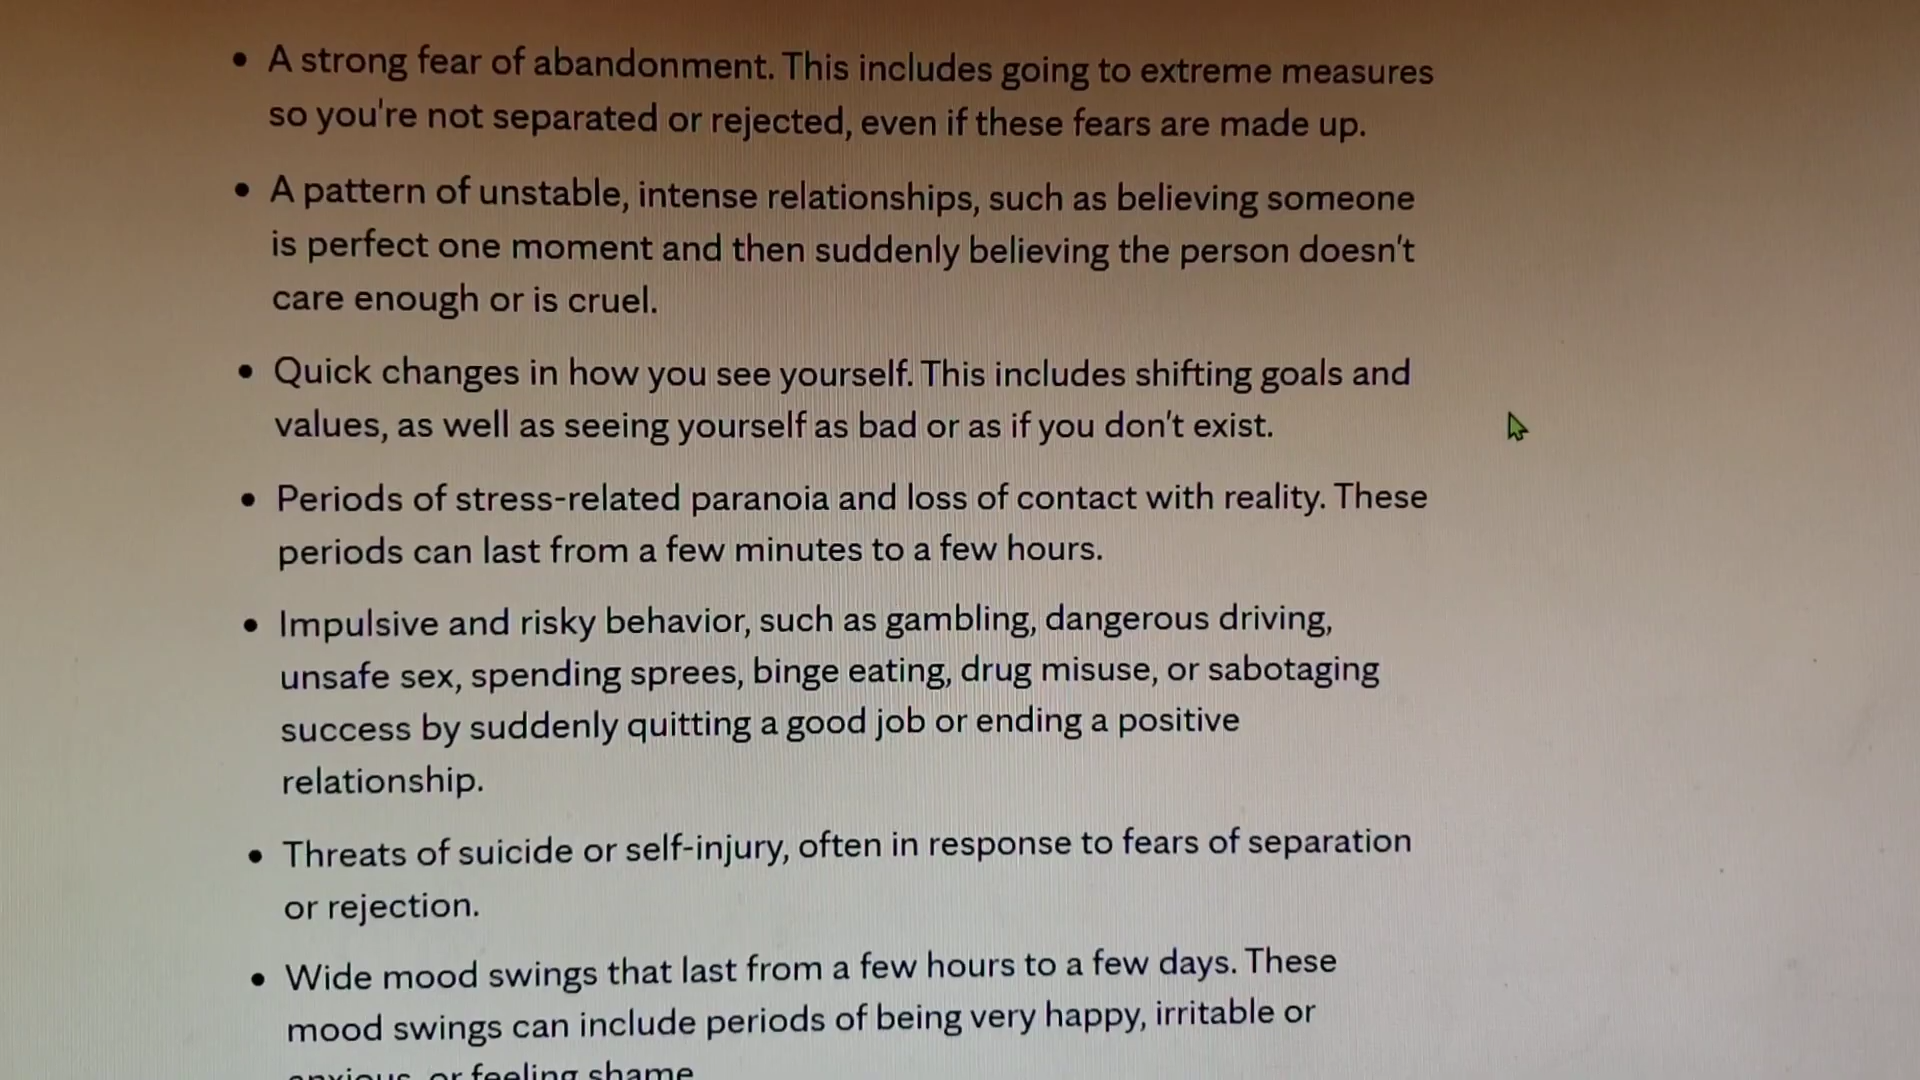 • A strong fear of abandonment. This includes going to extreme measures
so you're not separated or rejected, even if these fears are made up.
• A pattern of unstable, intense relationships, such as believing someone
is perfect one moment and then suddenly believing the person doesn't
care enough or is cruel.
• Quick changes in how you see yourself. This includes shifting goals and
values, as well as seeing yourself as bad or as if you don't exist.
• Periods of stress-related paranoia and loss of contact with reality. These
periods can last from a few minutes to a few hours.
• Impulsive and risky behavior, such as gambling, dangerous driving,
unsafe sex, spending sprees, binge eating, drug misuse, or sabotaging
success by suddenly quitting a good job or ending a positive
relationship.
• Threats of suicide or self-injury, often in response to fears of separation
or rejection.
• Wide mood swings that last from a few hours to a few days. These
mood swings can include periods of being very happy, irritable or
anxious, or feeling shame